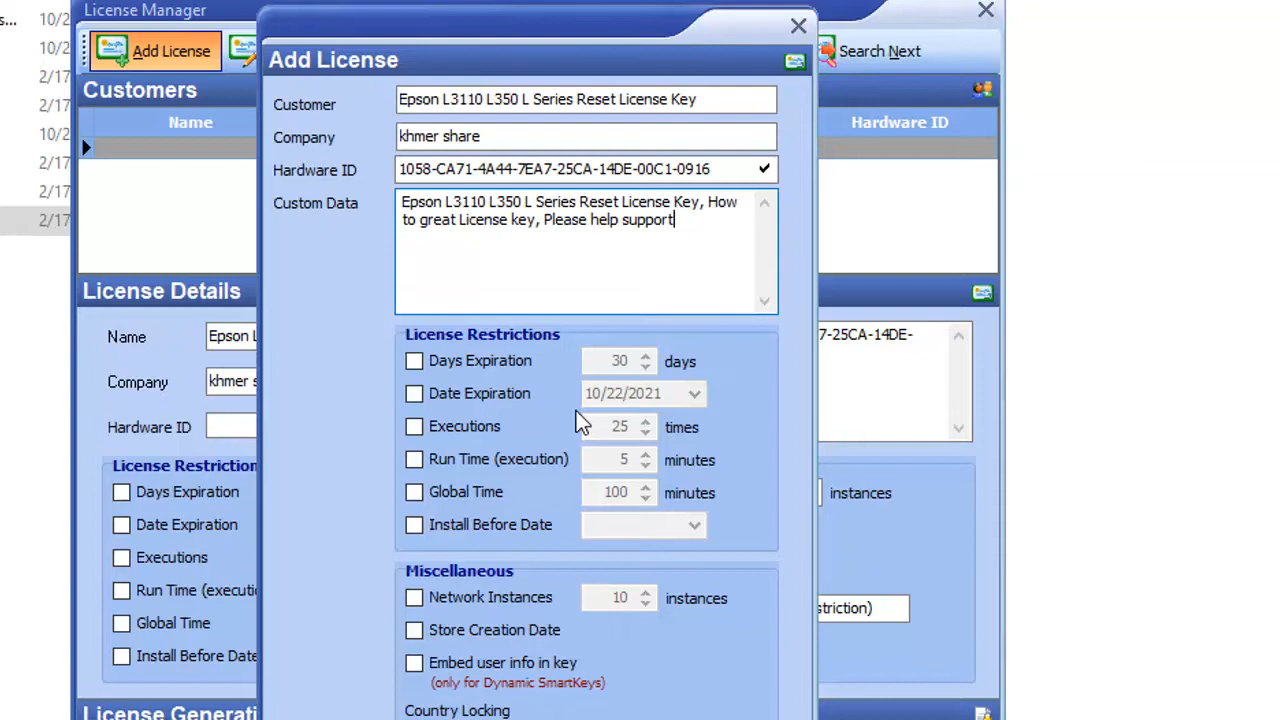 s...
10/2
10/2
2/17
2/17
10/2
2/17
2/17
2/17
License Manager
Add License
Search Next
Customers
Name
Hardware ID
Add License
Customer
Epson L3110 L350 L Series Reset License Key
Company
khmer share
Hardware ID
1058-CA71-4A44-7EA7-25CA-14DE-00C1-0916
Custom Data
Epson L3110 L350 L Series Reset License Key, How
to great License key, Please help support
License Restrictions
Days Expiration 30 days
Date Expiration 10/22/2021
Executions 25 times
Run Time (execution) 5 minutes
Global Time 100 minutes
Install Before Date
Miscellaneous
Network Instances 10 instances
Store Creation Date
Embed user info in key
(only for Dynamic SmartKeys)
Country Locking
License Details
Name Epson L
Company khmer s
Hardware ID
7-25CA-14DE-
License Restriction
Days Expiration
Date Expiration
Executions
Run Time (executi
Global Time
Install Before Date
instances
striction)
License Generati